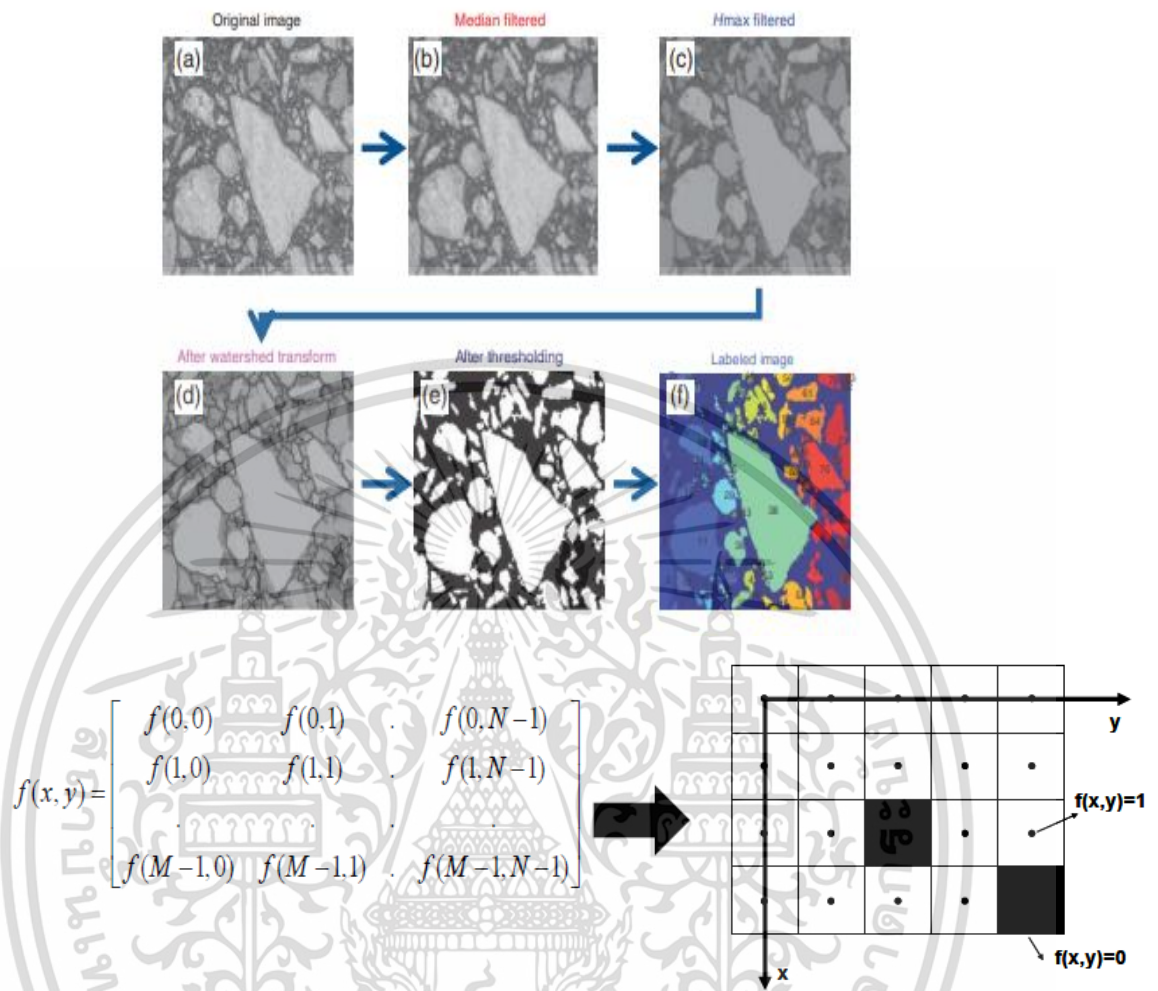 Original image
Median filtered
Hmax filtered
(a)
(b)
(c)
After watershed transform
After thresholding
Labeled image
(d)
(e)
(f)
f(x,y)=
f(0,0) f(0,1) . f(0,N−1)
f(1,0) f(1,1) . f(1,N−1)
. . . .
f(M−1,0) f(M−1.1) . f(M−1,N−1)
y
f(x,y)=1
f(x,y)=0
x